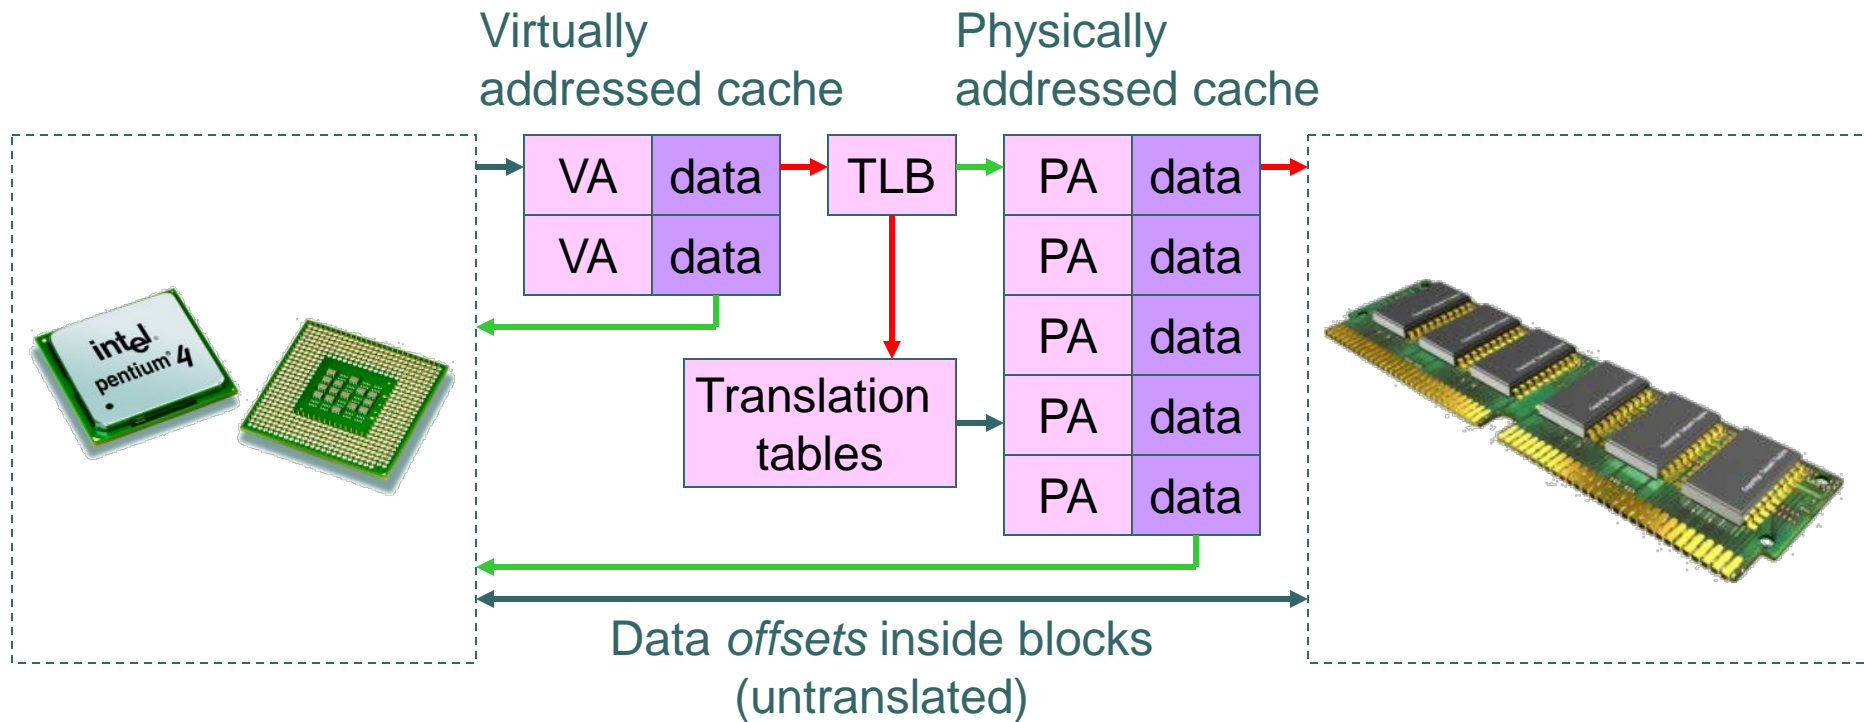 Virtually
addressed cache
Physically
addressed cache
VA data TLB PA data
VA data PA data
PA data
intel
pentium 4
Translation
tables
PA data
PA data
Data offsets inside blocks
(untranslated)